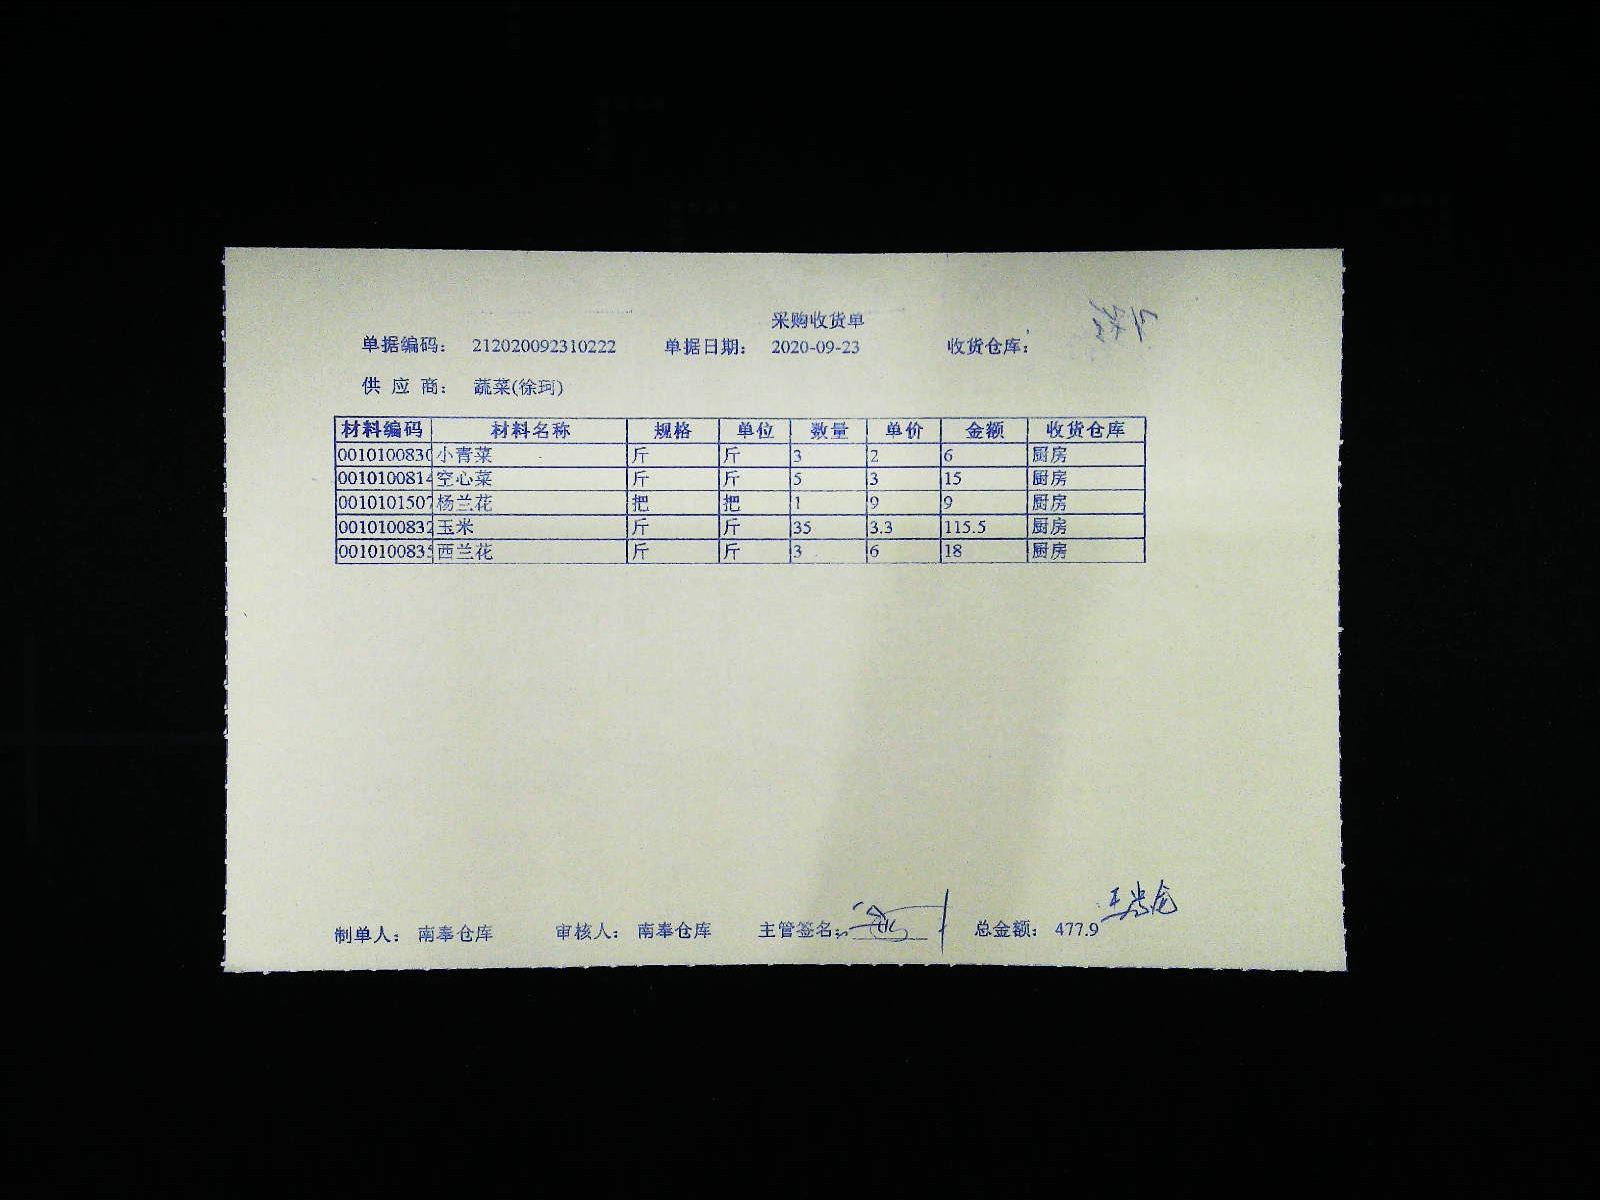 采购收货单
单据编码： 212020092310222 单据日期： 2020-09-23 收货仓库：
供 应 商： 蔬菜(徐珂)
材料编码 材料名称 规格 单位 数量 单价 金额 收货仓库
0010100830 小青菜 斤 斤 3 2 6 厨房
0010100814 空心菜 斤 斤 5 3 15 厨房
0010101507 杨兰花 把 把 1 9 9 厨房
0010100832 玉米 斤 斤 35 3.3 115.5 厨房
0010100835 西兰花 斤 斤 3 6 18 厨房
制单人： 南奉仓库 审核人： 南奉仓库 主管签名： 总金额： 477.9